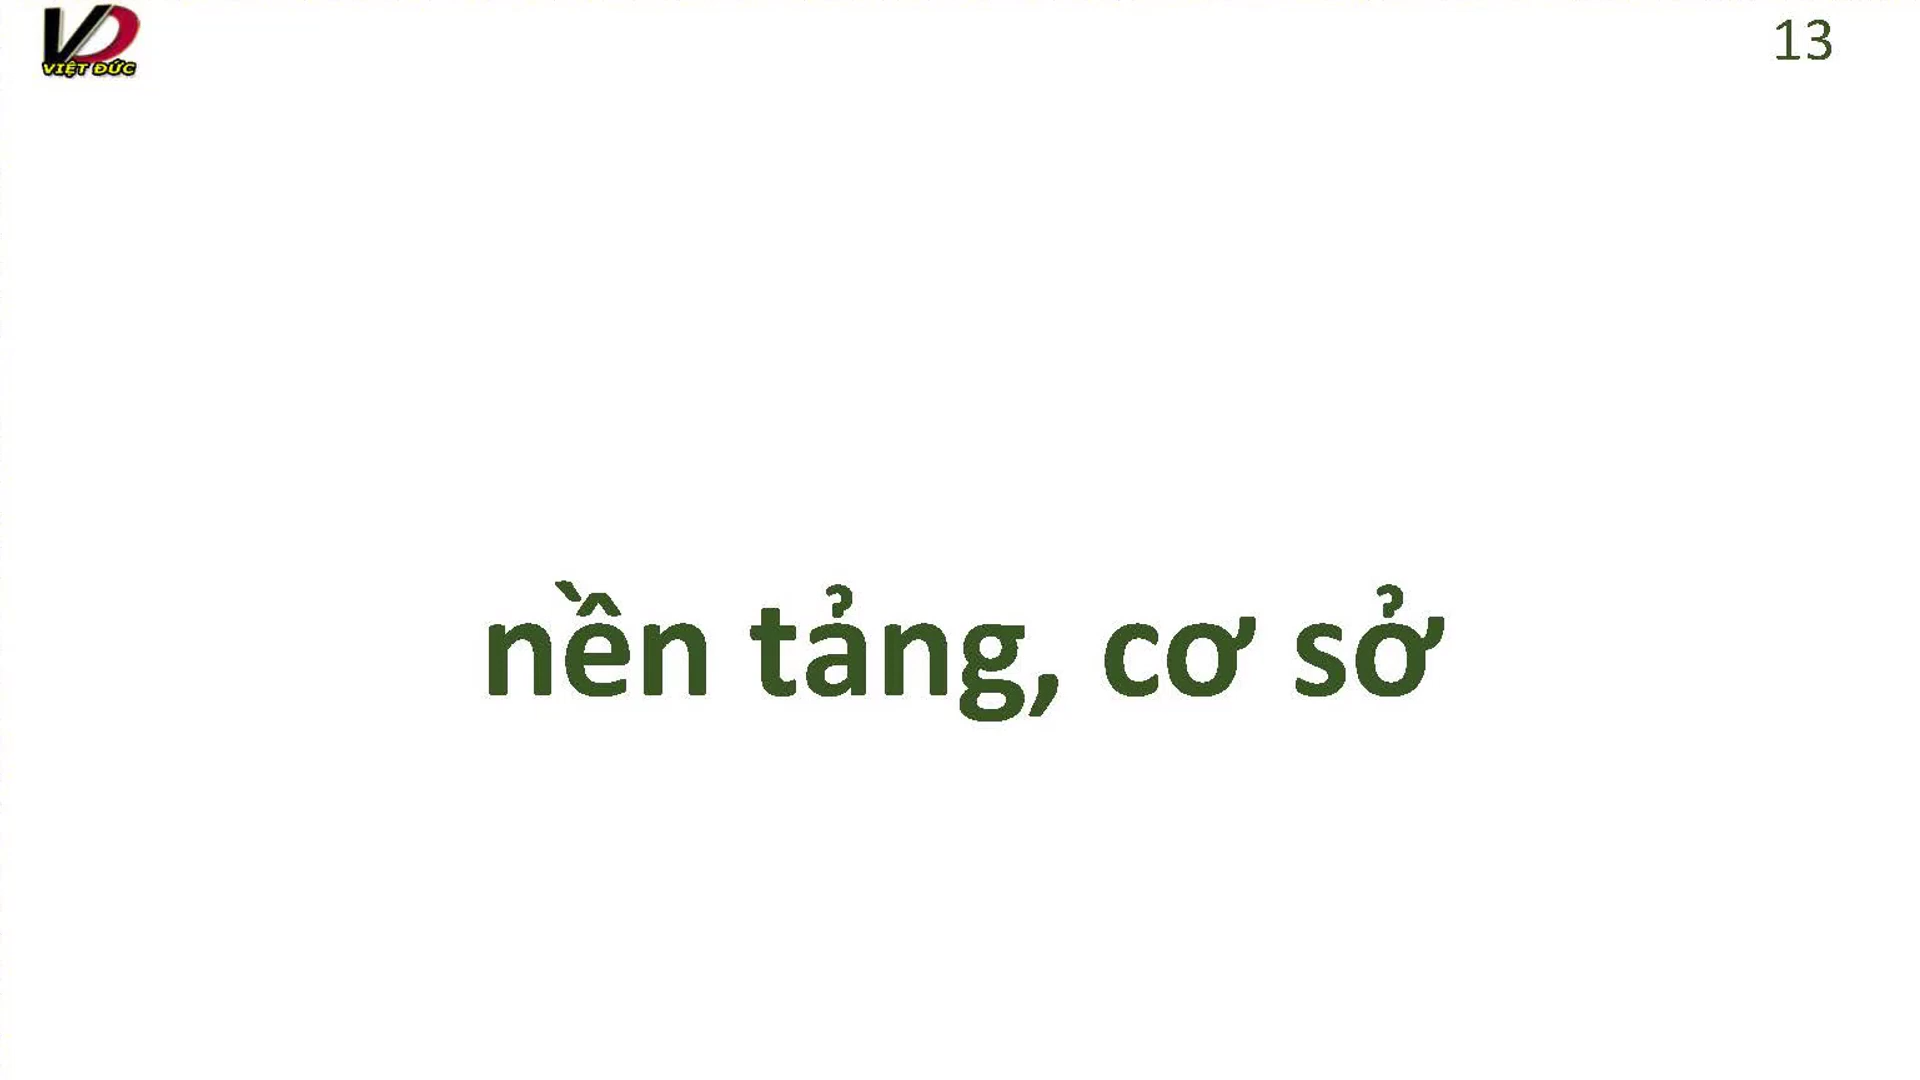 VIỆT ĐỨC
13
nền tảng, cơ sở